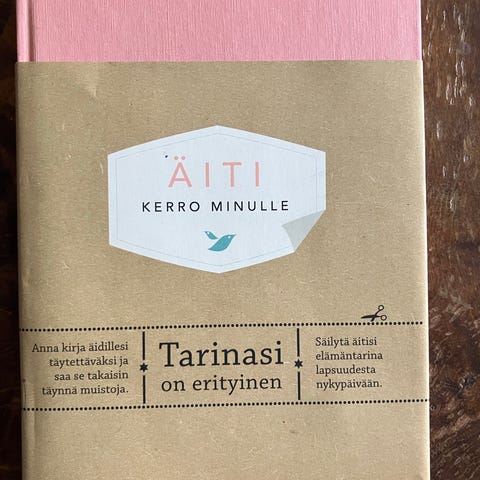 ÄITI
KERRO MINULLE
Anna kirja äidillesi
täytettäväksi ja
saa se takaisin
täynnä muistoja.
Tarinasi
on erityinen
Säilytä äitisi
elämäntarina
lapsuudesta
nykypäivään.